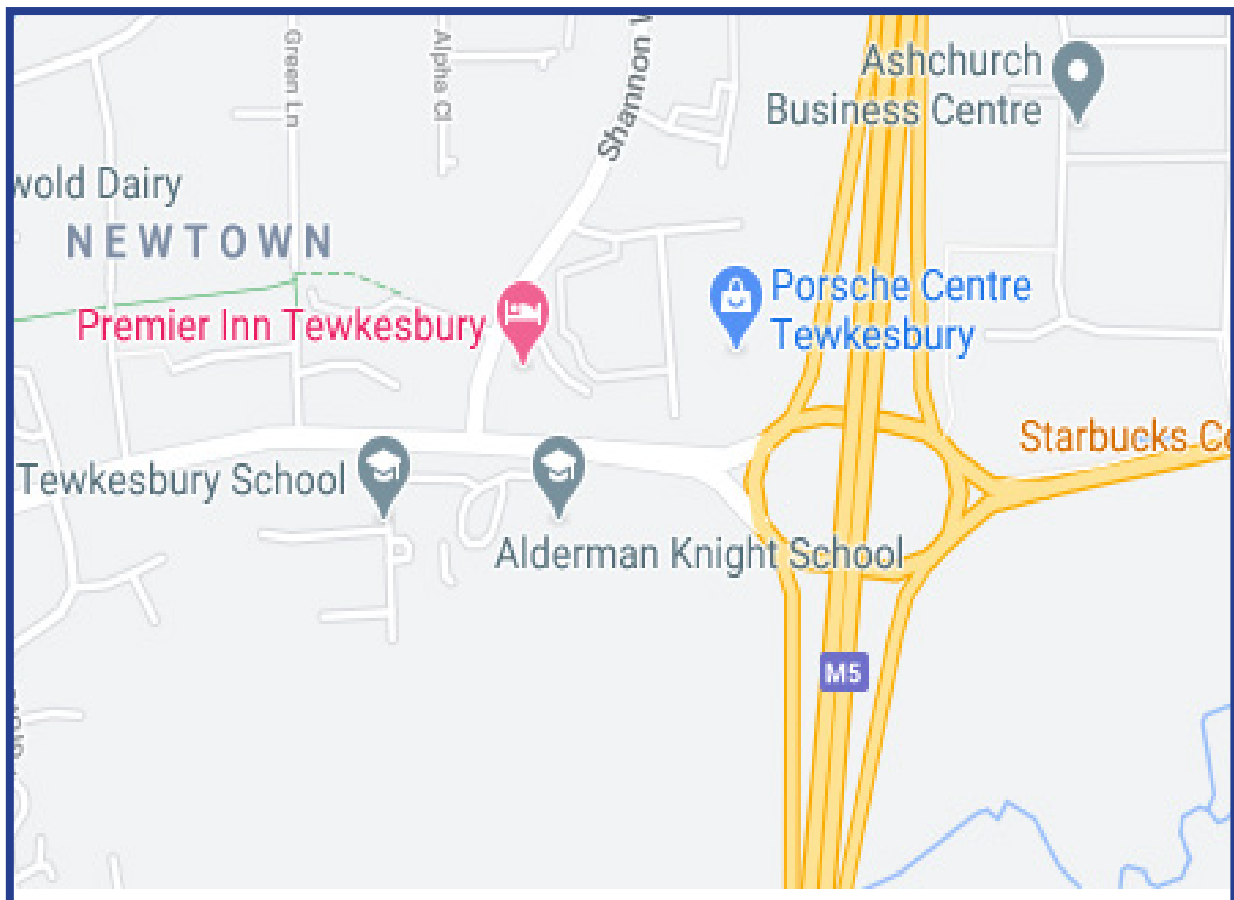 Green Ln
Alpha Cl
Shannon
Ashchurch
Business Centre
wold Dairy
NEWTOWN
Premier Inn Tewkesbury
Porsche Centre
Tewkesbury
Starbucks Co
Tewkesbury School
Alderman Knight School
M5